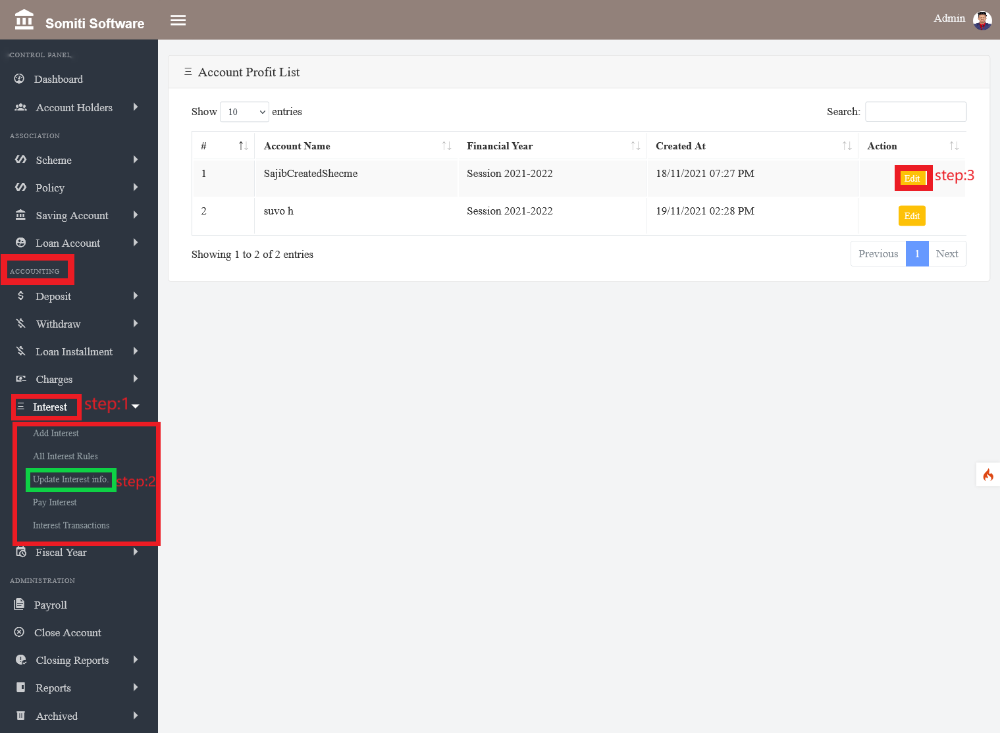 Somiti Software
Admin
CONTROL PANEL
Dashboard
Account Holders
ASSOCIATION
Scheme
Policy
Saving Account
Loan Account
ACCOUNTING
Deposit
Withdraw
Loan Installment
Charges
Interest step:1
Add Interest
All Interest Rules
Update Interest info. step:2
Pay Interest
Interest Transactions
Fiscal Year
ADMINISTRATION
Payroll
Close Account
Closing Reports
Reports
Archived
Account Profit List
Show 10 entries Search:
# Account Name Financial Year Created At Action
1 SajibCreatedShecme Session 2021-2022 18/11/2021 07:27 PM Edit step:3
2 suvo h Session 2021-2022 19/11/2021 02:28 PM Edit
Showing 1 to 2 of 2 entries Previous 1 Next